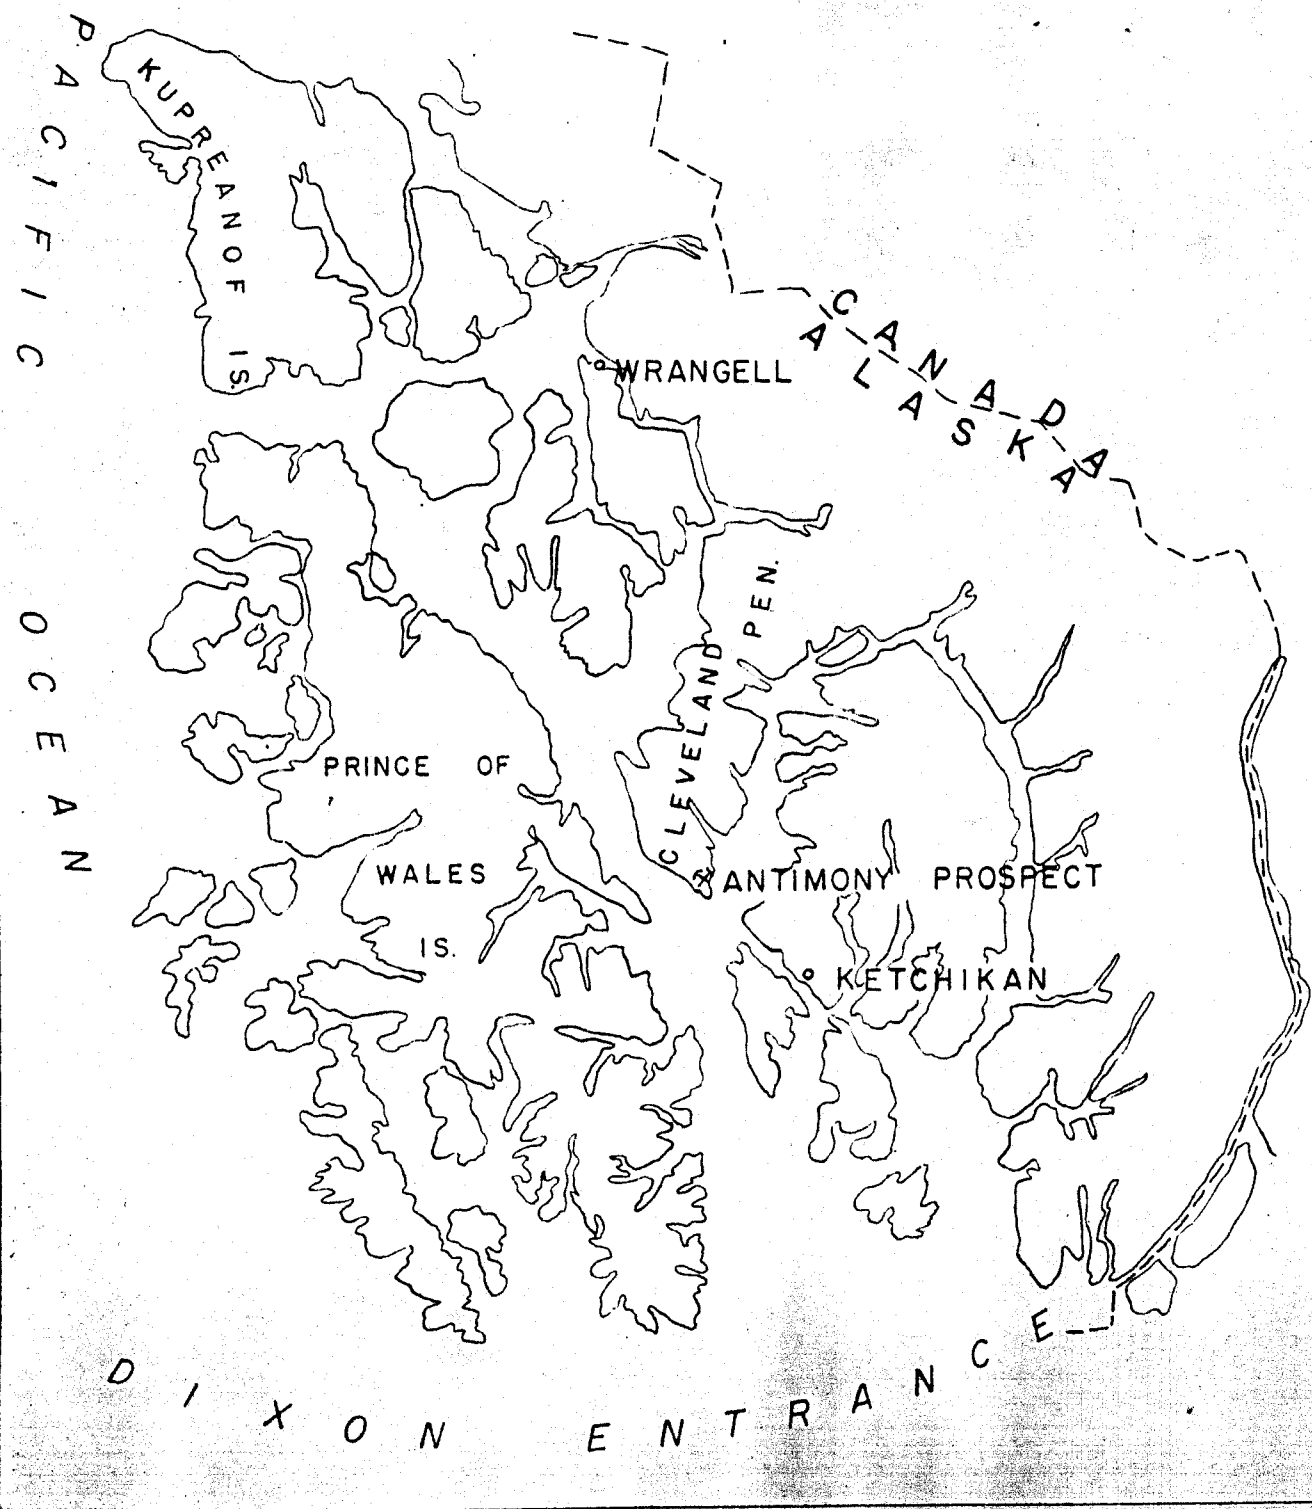 PACIFIC
OCEAN
KUPREANOF IS.
CANADA
ALASKA
WRANGELL
CLEVELAND PEN.
PRINCE OF
WALES
IS.
ANTIMONY PROSPECT
KETCHIKAN
DIXON ENTRANCE